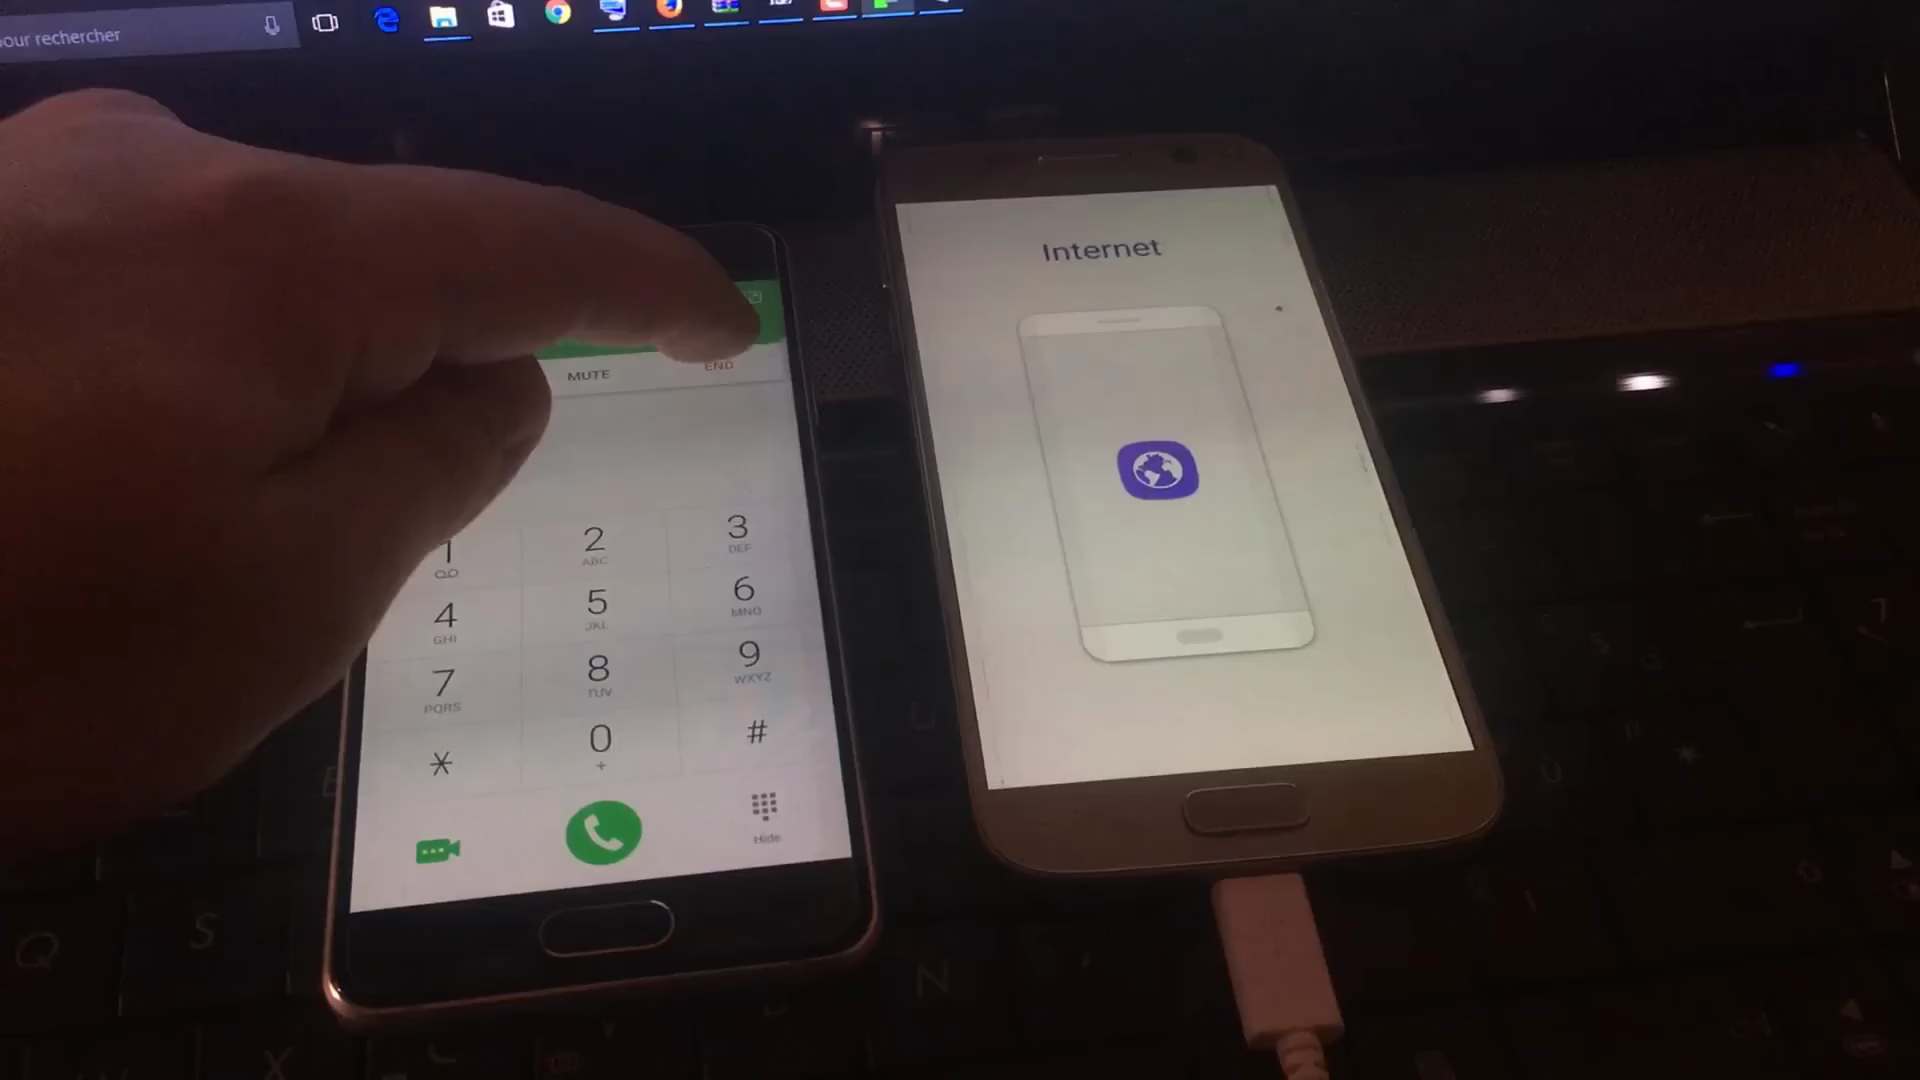 our rechercher
Internet
MUTE END
1 2 ABC 3 DEF
4 GHI 5 JKL 6 MNO
7 PQRS 8 TUV 9 WXYZ
* 0 + #
Hide
Q S
X
N
U